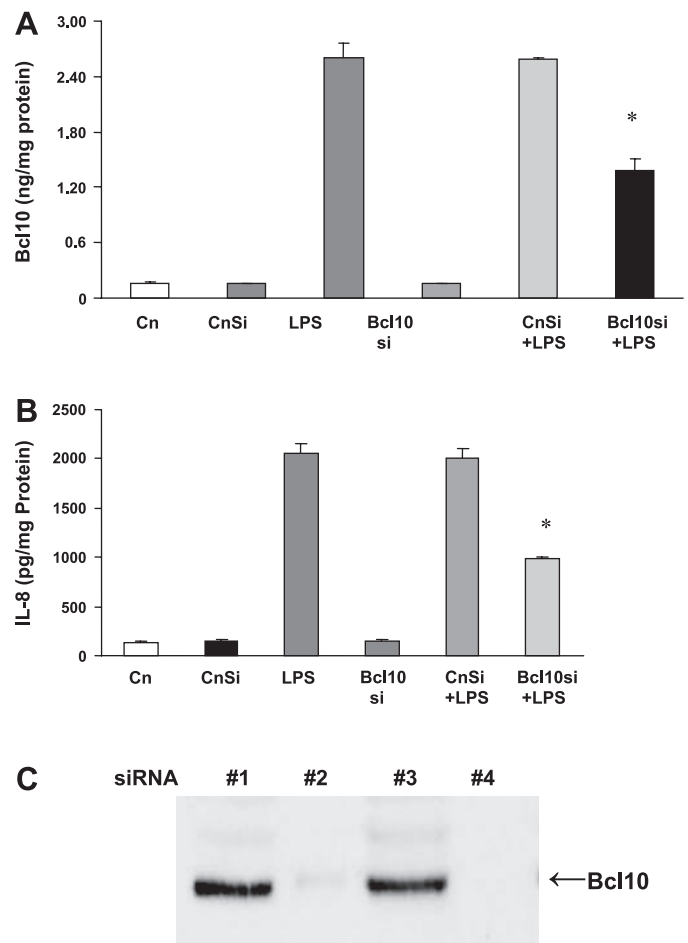 A
Bcl10 (ng/mg protein)
3.00
2.40
1.80
1.20
0.6
0
*
Cn CnSi LPS Bcl10 si CnSi +LPS Bcl10si +LPS
B
IL-8 (pg/mg Protein)
2500
2000
1500
1000
500
0
*
Cn CnSi LPS Bcl10 si CnSi +LPS Bcl10si +LPS
C
siRNA #1 #2 #3 #4
←Bcl10